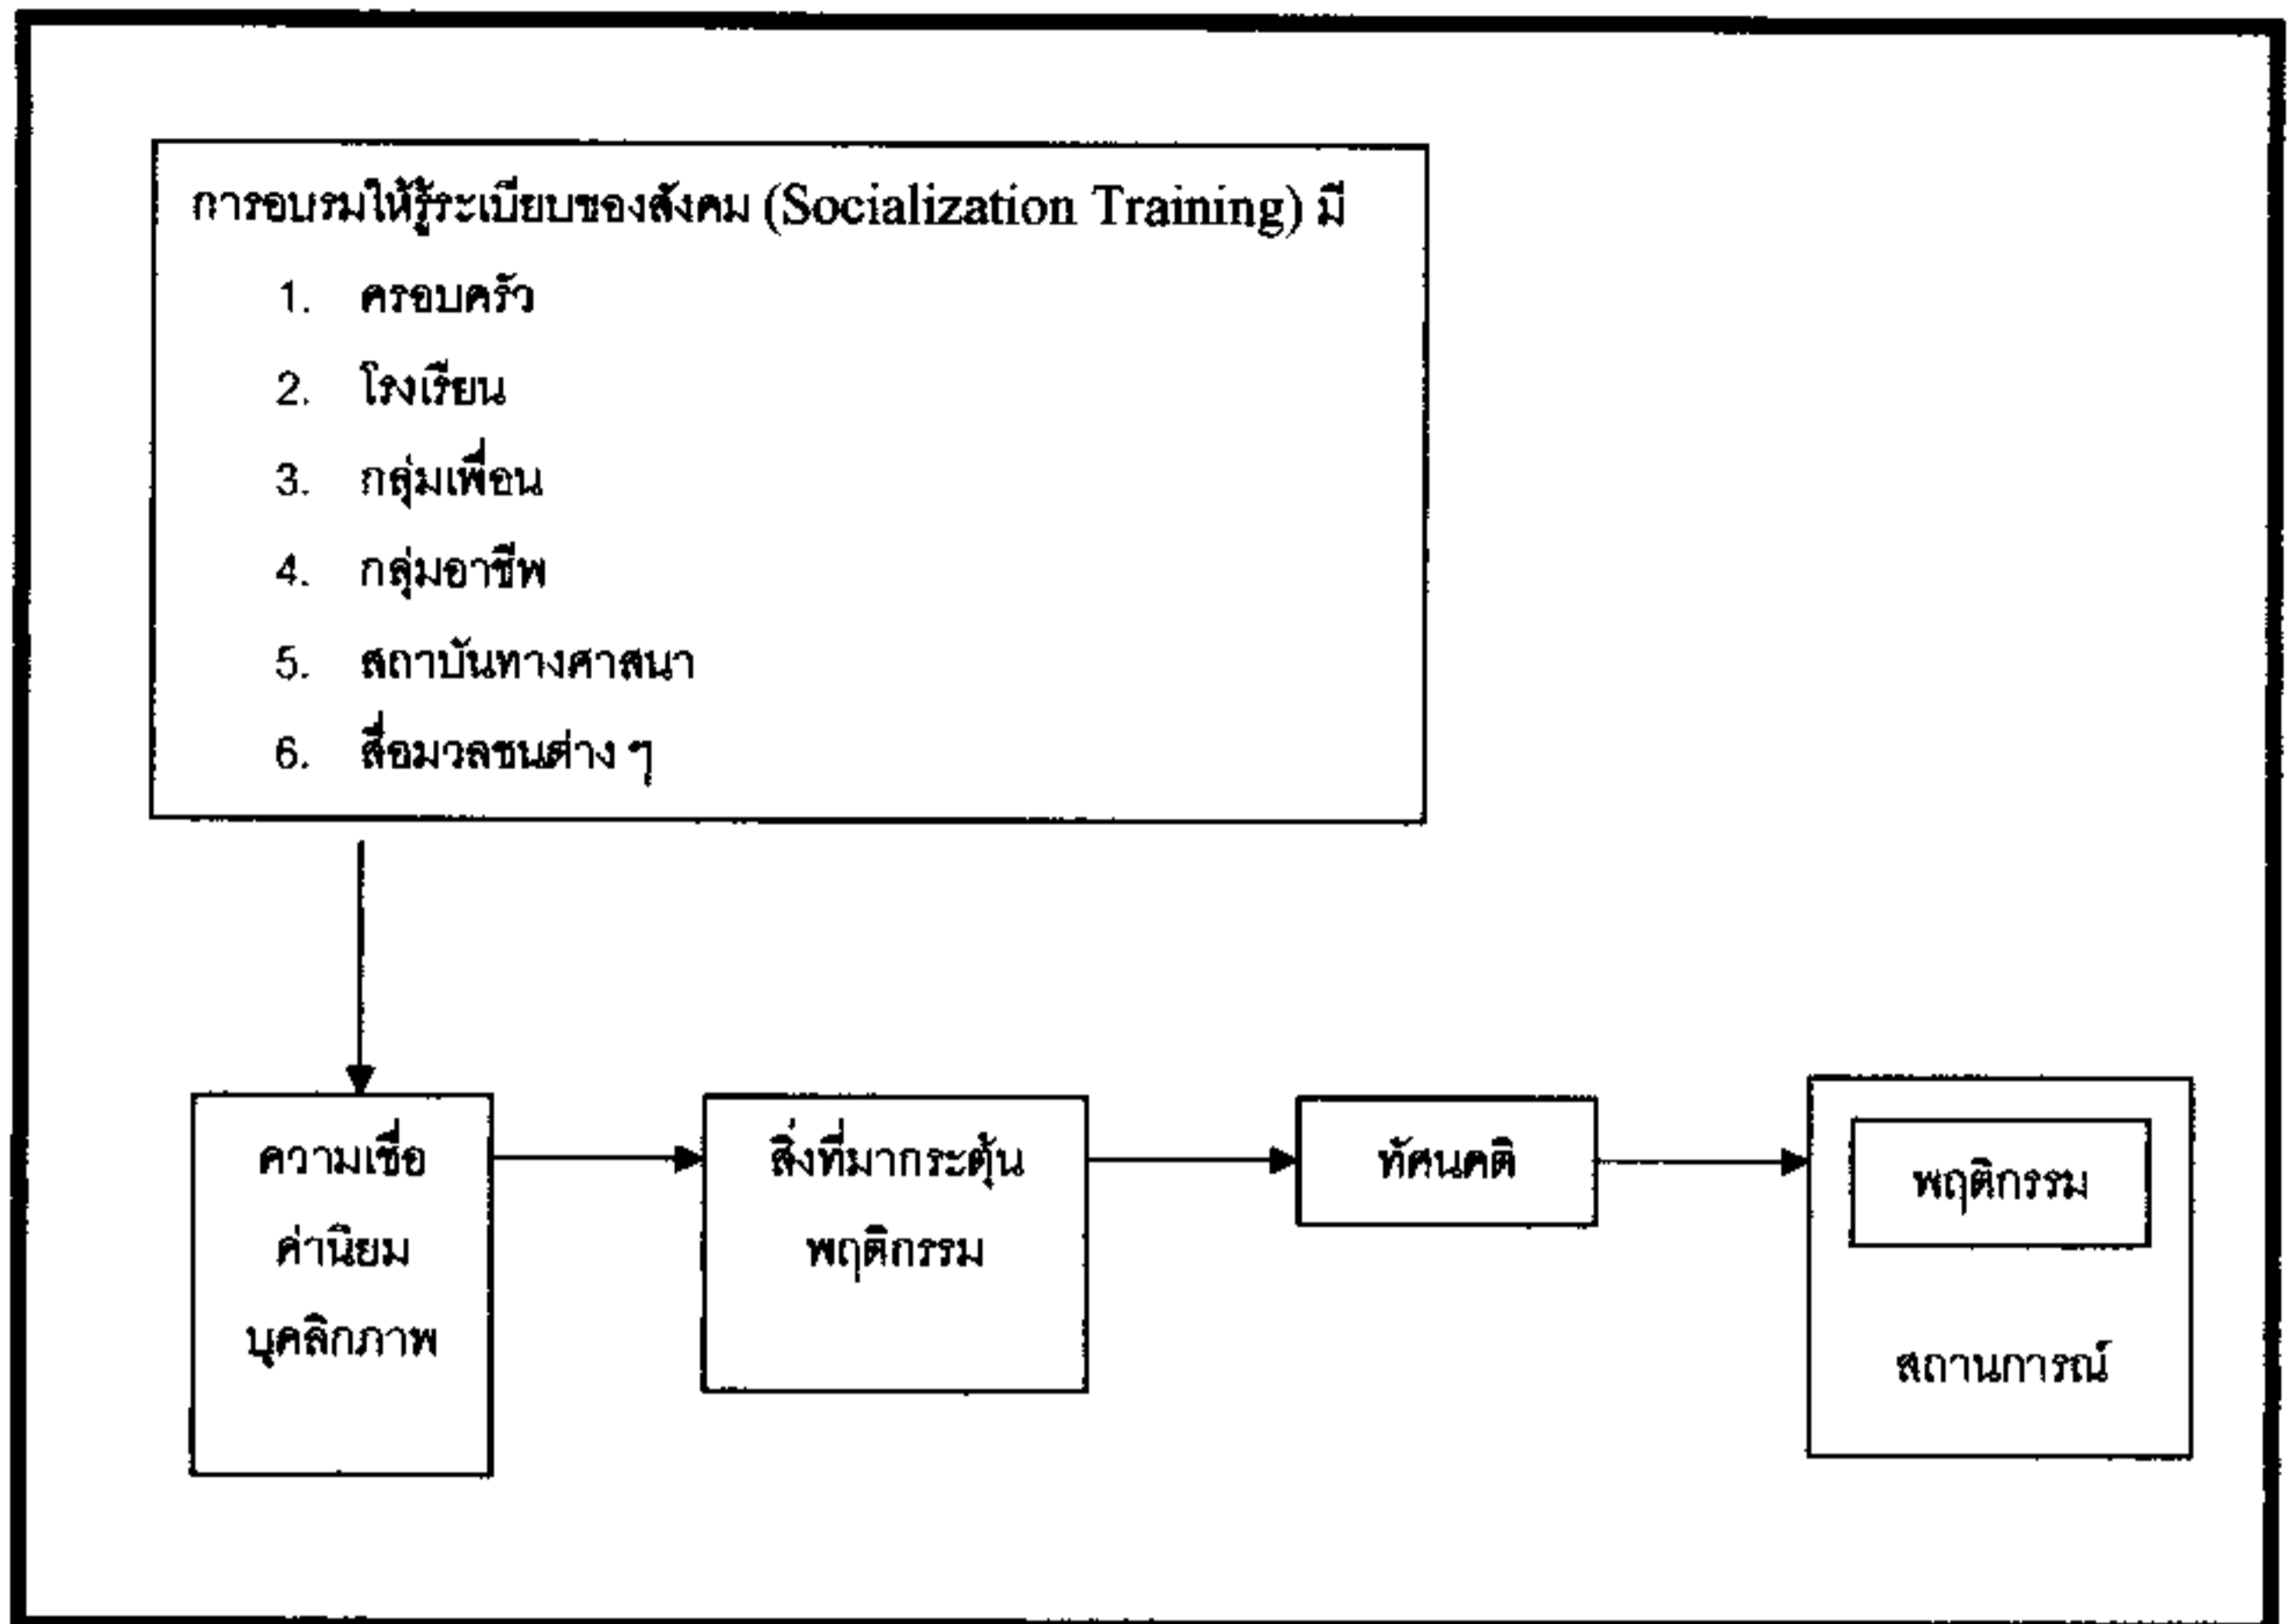 การอบรมให้รู้ระเบียบของสังคม (Socialization Training) มี
1. ครอบครัว
2. โรงเรียน
3. กลุ่มเพื่อน
4. กลุ่มอาชีพ
5. สถาบันทางศาสนา
6. สื่อมวลชนต่าง ๆ
ความเชื่อ
ค่านิยม
บุคลิกภาพ
สิ่งที่มากระตุ้น
พฤติกรรม
ทัศนคติ
พฤติกรรม
สถานการณ์